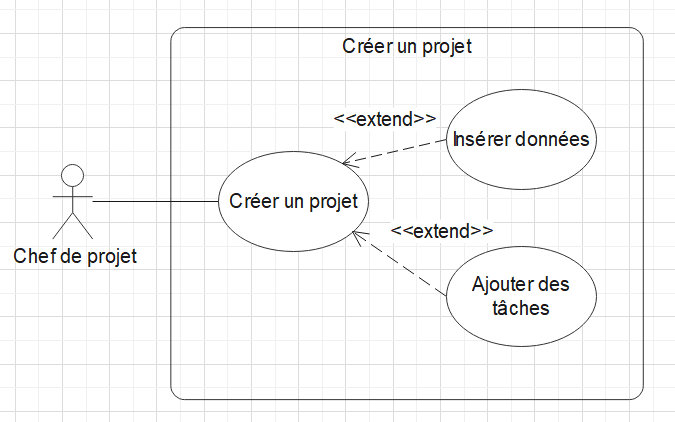 Créer un projet
<<extend>>
Insérer données
Créer un projet
<<extend>>
Chef de projet
Ajouter des
tâches